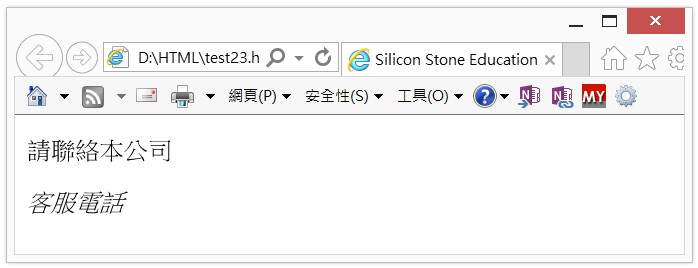 D:\HTML\test23.h
Silicon Stone Education
網頁(P) 安全性(S) 工具(O) MY
請聯絡本公司
客服電話